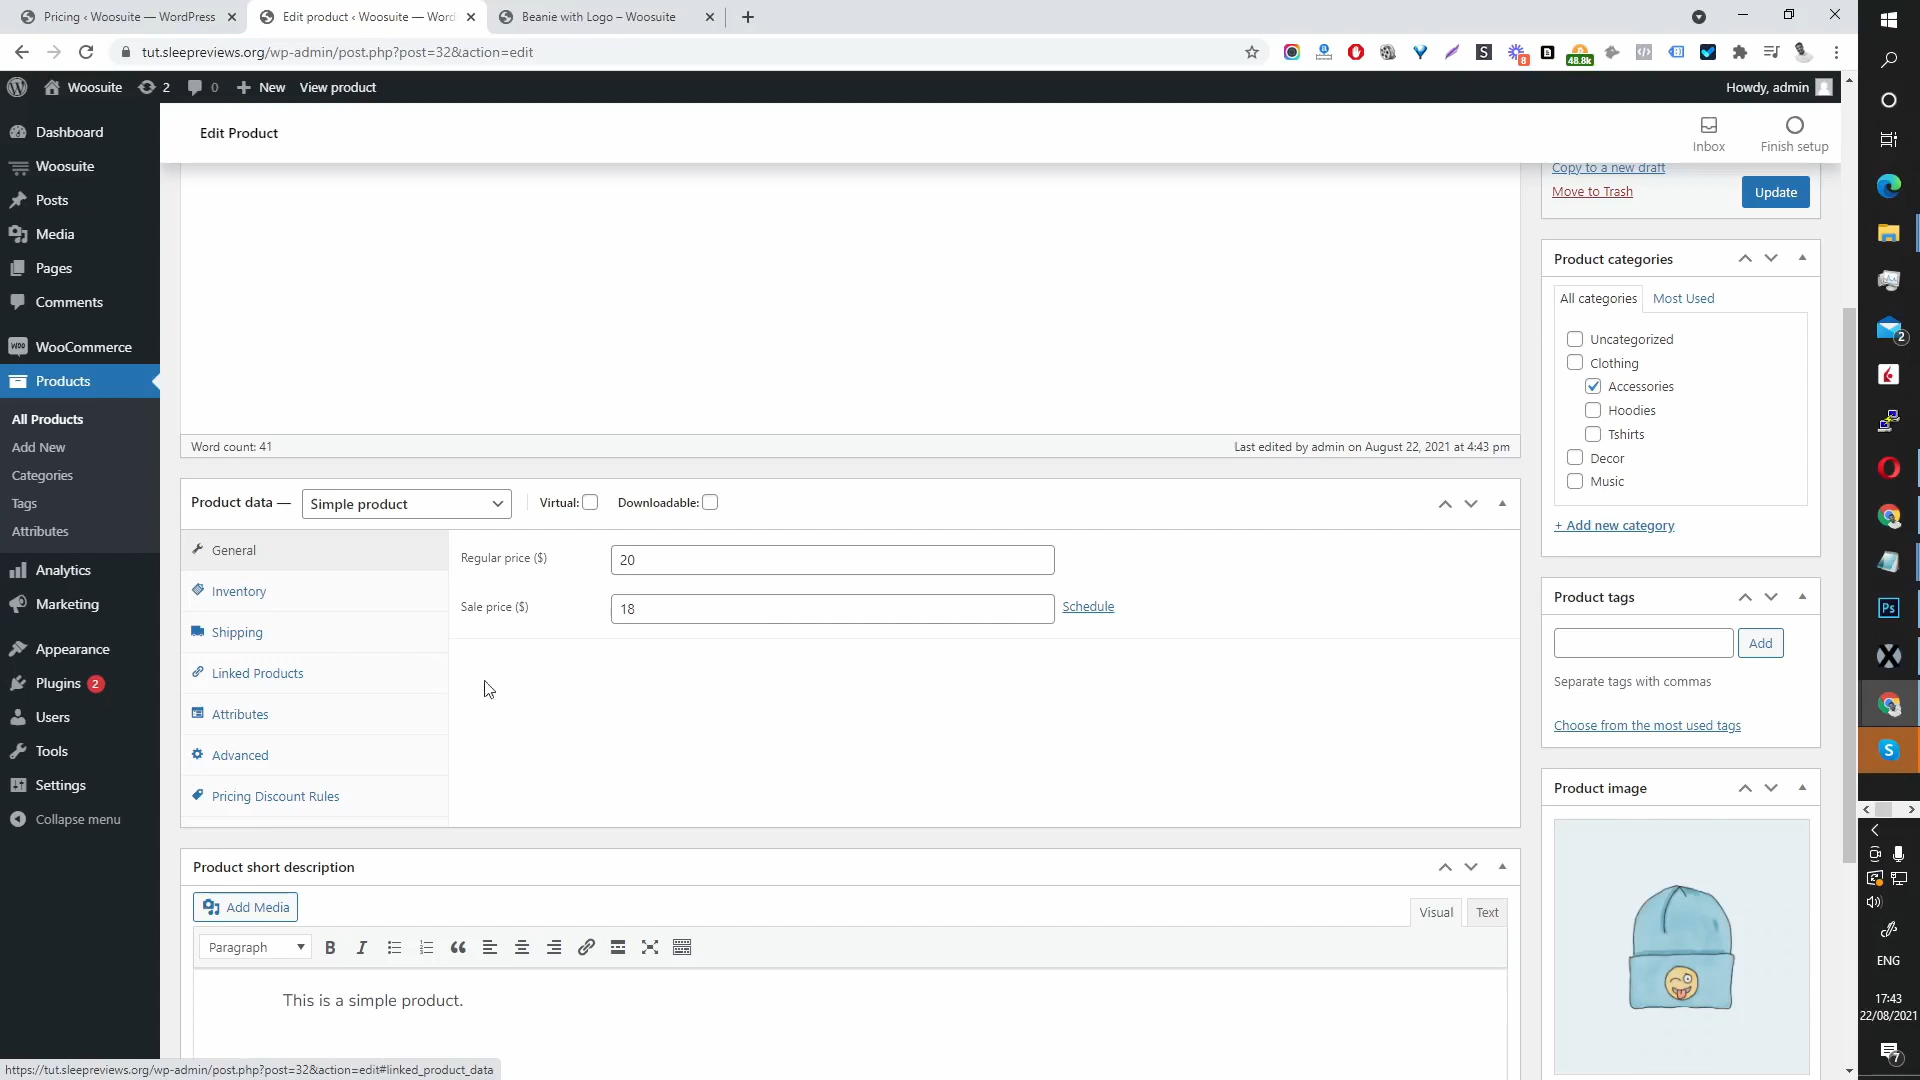 Pricing ‹ Woosuite — WordPress
Edit product ‹ Woosuite — Word
Beanie with Logo – Woosuite
tut.sleepreviews.org/wp-admin/post.php?post=32&action=edit
8
48.8k
Woosuite
2
0
New
View product
Howdy, admin
Edit Product
Inbox
Finish setup
Dashboard
Woosuite
Posts
Media
Pages
Comments
WooCommerce
Products
All Products
Add New
Categories
Tags
Attributes
Analytics
Marketing
Appearance
Plugins 2
Users
Tools
Settings
Collapse menu
Word count: 41
Last edited by admin on August 22, 2021 at 4:43 pm
Product data —
Simple product
Virtual:
Downloadable:
General
Inventory
Shipping
Linked Products
Attributes
Advanced
Pricing Discount Rules
Regular price ($)
20
Sale price ($)
18
Schedule
Product short description
Add Media
Visual
Text
Paragraph
This is a simple product.
Copy to a new draft
Move to Trash
Update
Product categories
All categories
Most Used
Uncategorized
Clothing
Accessories
Hoodies
Tshirts
Decor
Music
+ Add new category
Product tags
Add
Separate tags with commas
Choose from the most used tags
Product image
https://tut.sleepreviews.org/wp-admin/post.php?post=32&action=edit#linked_product_data
2
Ps
ENG
17:43
22/08/2021
7